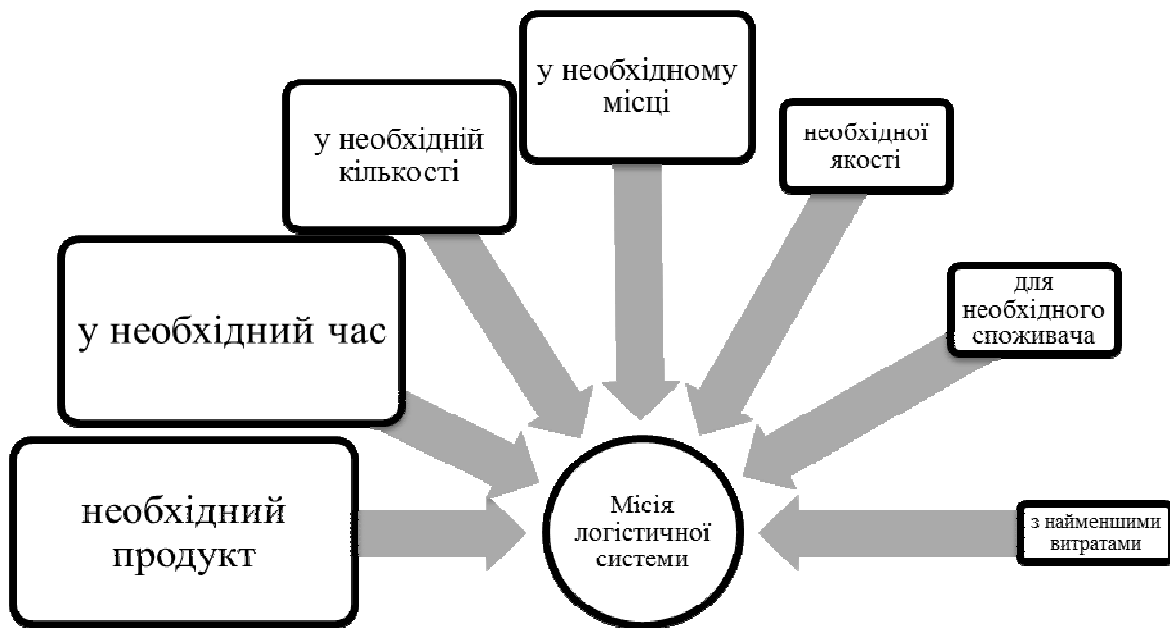 у необхідному
місці
у необхідній
кількості
необхідної
якості
у необхідний час
для
необхідного
споживача
необхідний
продукт
Місія
логістичної
системи
з найменшими
витратами